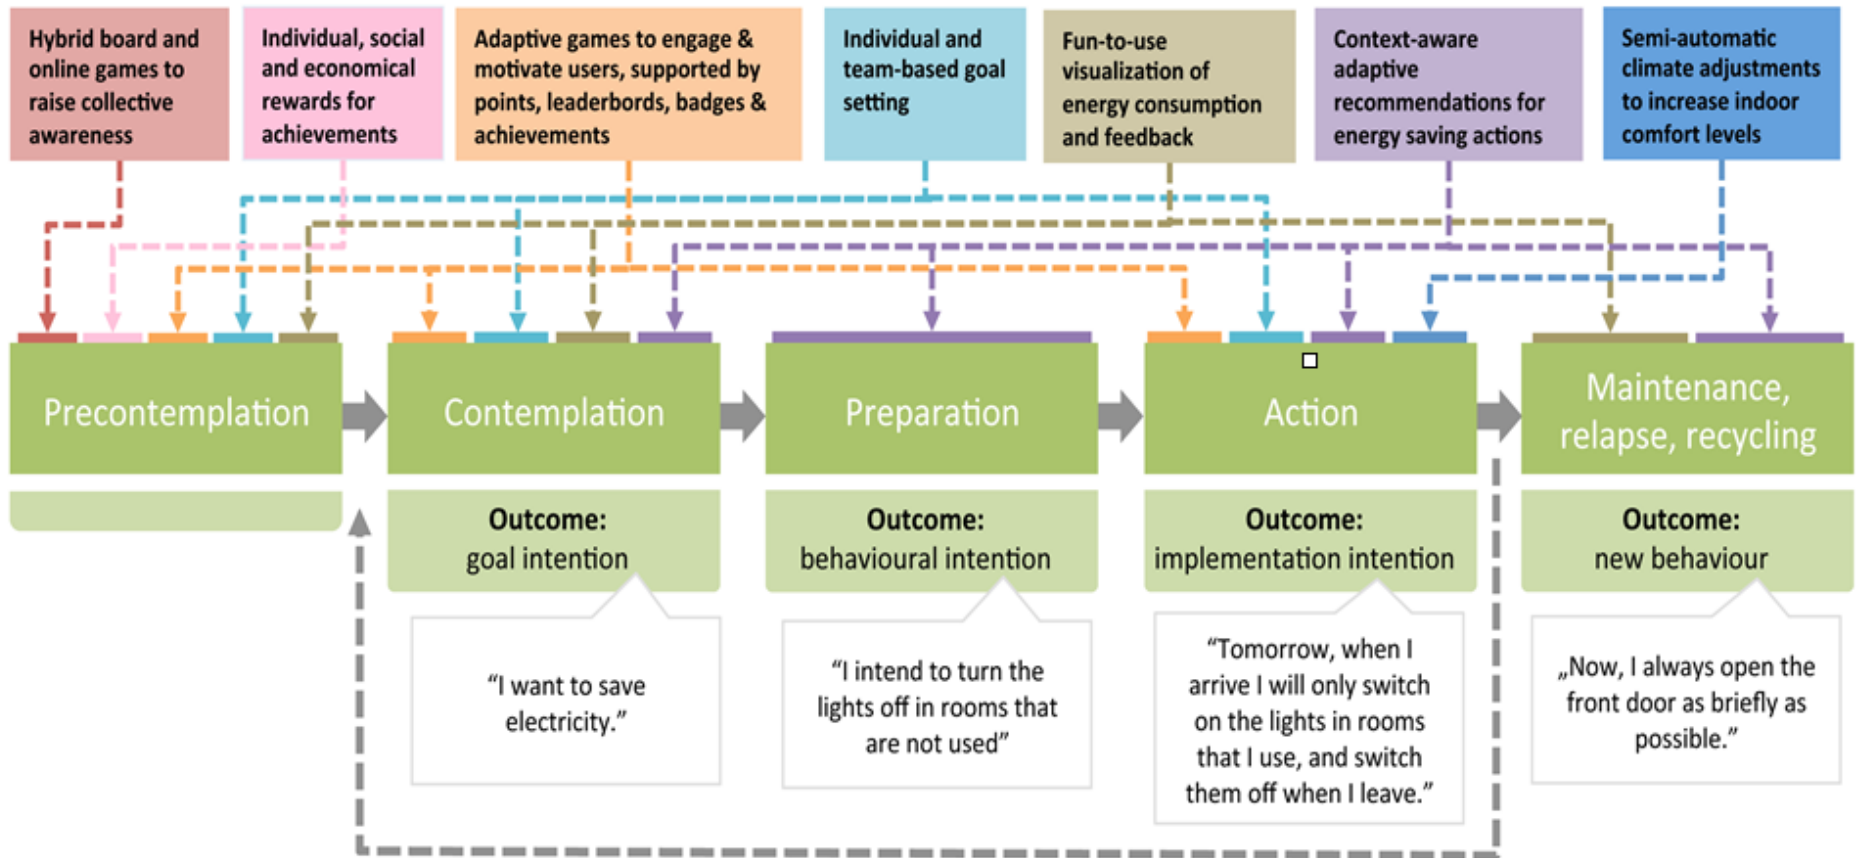 Hybrid board and
online games to
raise collective
awareness
Individual, social
and economical
rewards for
achievements
Adaptive games to engage &
motivate users, supported by
points, leaderbords, badges &
achievements
Individual and
team-based goal
setting
Fun-to-use
visualization of
energy consumption
and feedback
Context-aware
adaptive
recommendations for
energy saving actions
Semi-automatic
climate adjustments
to increase indoor
comfort levels
Precontemplation
Contemplation
Preparation
Action
Maintenance,
relapse, recycling
Outcome:
goal intention
Outcome:
behavioural intention
Outcome:
implementation intention
Outcome:
new behaviour
“I want to save
electricity.”
“I intend to turn the
lights off in rooms that
are not used”
“Tomorrow, when I
arrive I will only switch
on the lights in rooms
that I use, and switch
them off when I leave.”
„Now, I always open the
front door as briefly as
possible.”